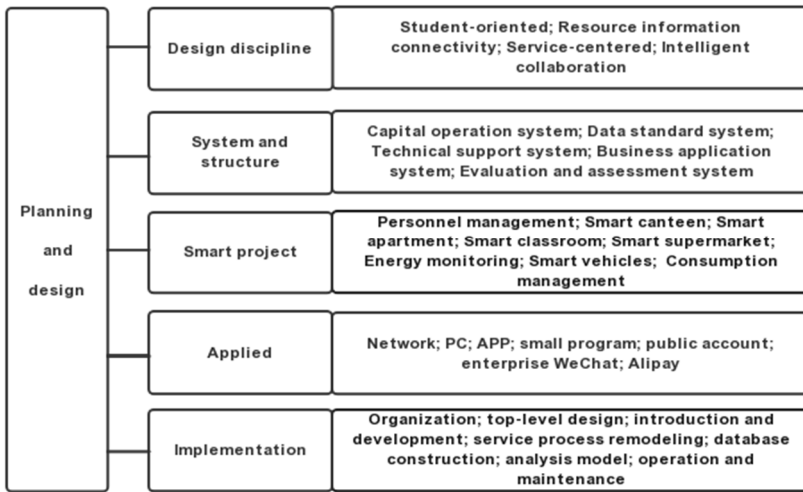 Planning
and
design
Design discipline
Student-oriented; Resource information
connectivity; Service-centered; Intelligent
collaboration
System and
structure
Capital operation system; Data standard system;
Technical support system; Business application
system; Evaluation and assessment system
Smart project
Personnel management; Smart canteen; Smart
apartment; Smart classroom; Smart supermarket;
Energy monitoring; Smart vehicles; Consumption
management
Applied
Network; PC; APP; small program; public account;
enterprise WeChat; Alipay
Implementation
Organization; top-level design; introduction and
development; service process remodeling; database
construction; analysis model; operation and
maintenance